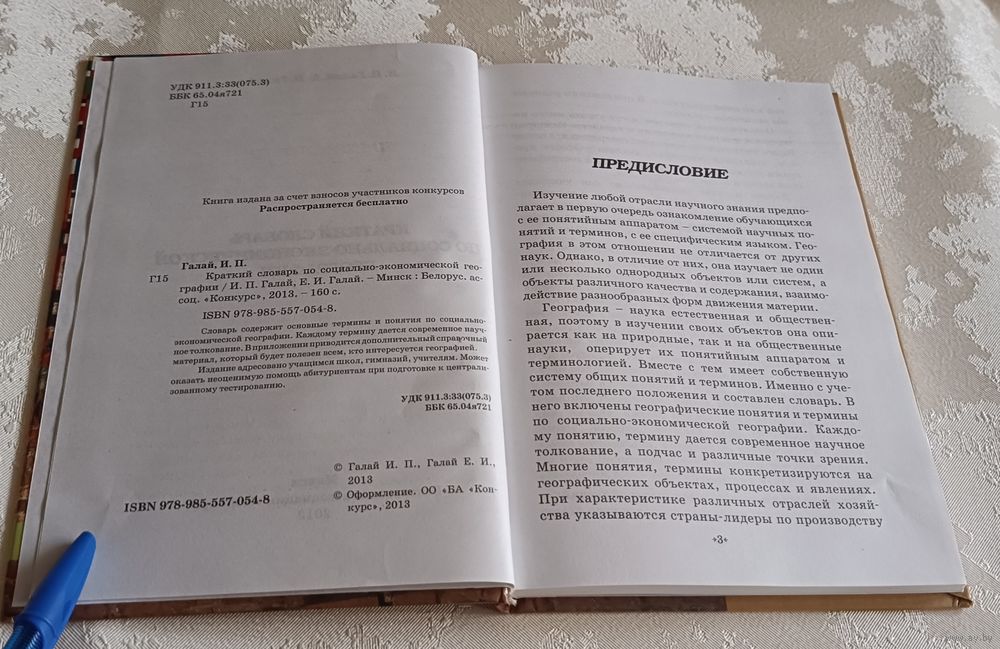 УДК 911.3:33(075.3)
ББК 65.04я721
Г15
Книга издана за счет взносов участников конкурсов
Распространяется бесплатно
Галай, И. П.
Г15 Краткий словарь по социально-экономической гео-
графии / И. П. Галай, Е. И. Галай. – Минск : Белорус. ас-
соц. «Конкурс», 2013. – 160 с.
ISBN 978-985-557-054-8.
Словарь содержит основные термины и понятия по социально-
экономической географии. Каждому термину дается современное науч-
ное толкование. В приложении приводится дополнительный справочный
материал, который будет полезен всем, кто интересуется географией.
Издание адресовано учащимся школ, гимназий, учителям. Может
оказать неоценимую помощь абитуриентам при подготовке к централи-
зованному тестированию.
УДК 911.3:33(075.3)
ББК 65.04я721
© Галай И. П., Галай Е. И.,
2013
ISBN 978-985-557-054-8
© Оформление. ОО «БА «Кон-
курс», 2013
ПРЕДИСЛОВИЕ
Изучение любой отрасли научного знания предпо-
лагает в первую очередь ознакомление обучающихся
с ее понятийным аппаратом – системой научных по-
нятий и терминов, с ее специфическим языком. Гео-
графия в этом отношении не отличается от других
наук. Однако, в отличие от них, она изучает не один
или несколько однородных объектов или систем, а
объекты различного качества и содержания, взаимо-
действие разнообразных форм движения материи.
География – наука естественная и обществен-
ная, поэтому в изучении своих объектов она опи-
рается как на природные, так и на общественные
науки, оперирует их понятийным аппаратом и
терминологией. Вместе с тем имеет собственную
систему общих понятий и терминов. Именно с уче-
том последнего положения и составлен словарь. В
него включены географические понятия и термины
по социально-экономической географии. Каждо-
му понятию, термину дается современное научное
толкование, а подчас и различные точки зрения.
Многие понятия, термины конкретизируются на
географических объектах, процессах и явлениях.
При характеристике различных отраслей хозяй-
ства указываются страны-лидеры по производству
3
www.av.by